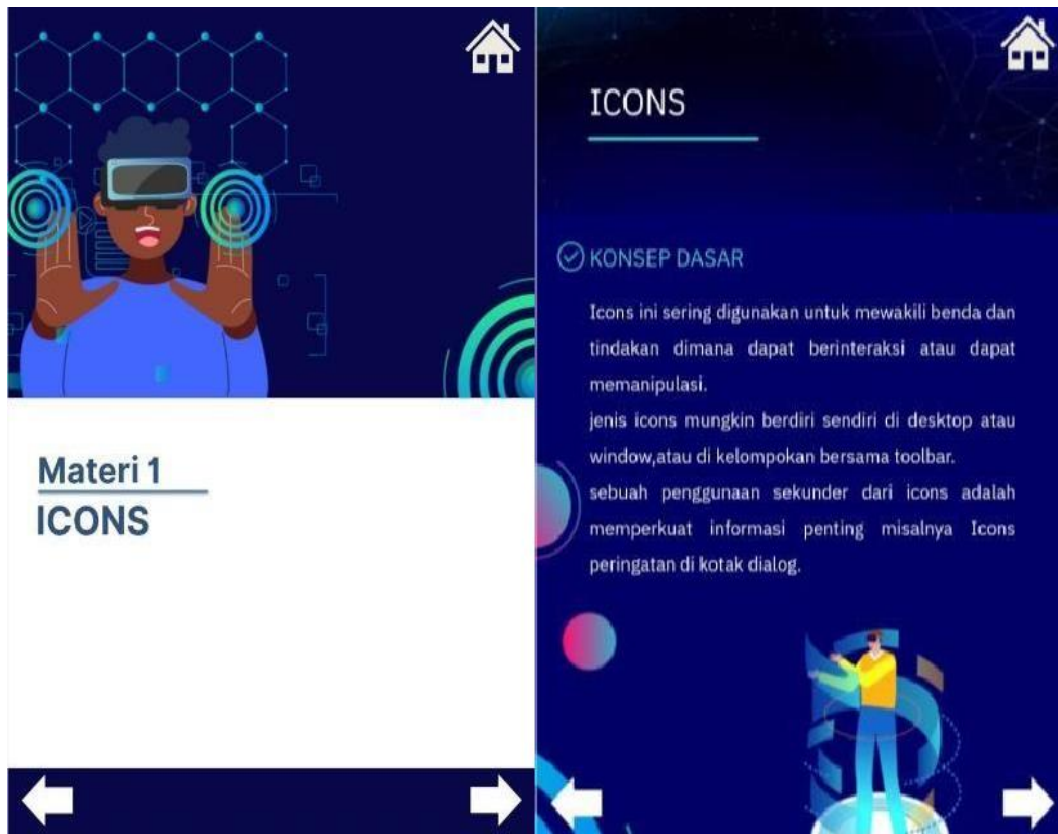 Materi 1
ICONS
ICONS
KONSEP DASAR
Icons ini sering digunakan untuk mewakili benda dan
tindakan dimana dapat berinteraksi atau dapat
memanipulasi.
jenis icons mungkin berdiri sendiri di desktop atau
window,atau di kelompokan bersama toolbar.
sebuah penggunaan sekunder dari icons adalah
memperkuat informasi penting misalnya Icons
peringatan di kotak dialog.